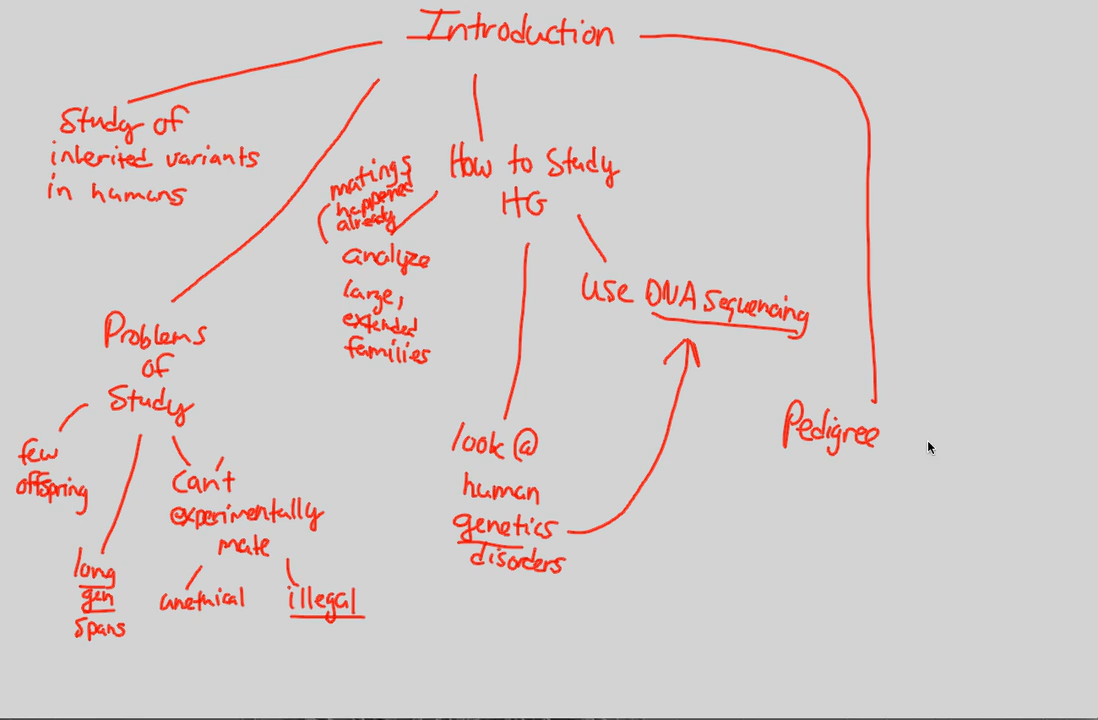 Introduction
Study of
inherited variants
in humans
Problems
of
Study
few
offspring
long
gen
spans
Can't
experimentally
mate
unethical
illegal
How to Study
HG
matings
happened
already
analyze
large,
extended
families
look @
human
genetics
disorders
Use DNA Sequencing
Pedigree